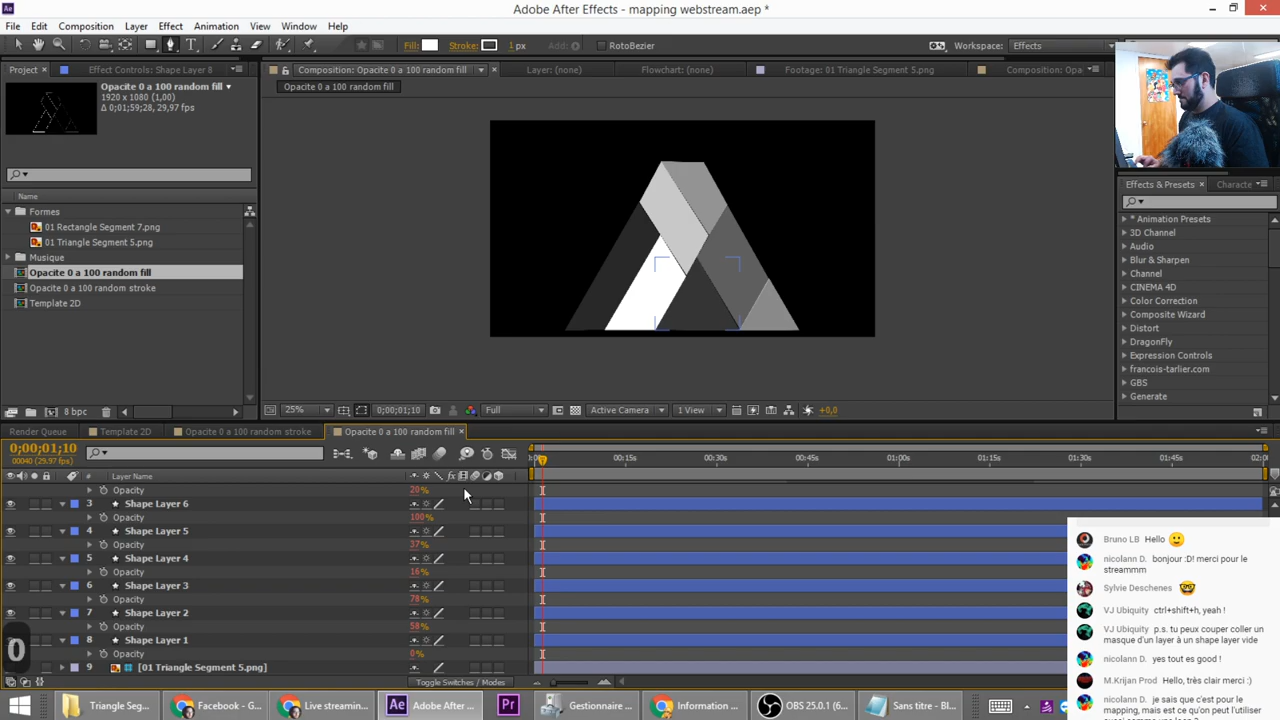 Adobe After Effects - mapping webstream.aep *
File Edit Composition Layer Effect Animation View Window Help
Fill: Stroke: 1 px Add: RotoBezier Workspace: Effects
Project Effect Controls: Shape Layer 8
Composition: Opacite 0 a 100 random fill Layer: (none) Flowchart: (none) Footage: 01 Triangle Segment 5.png Composition: Opa
Opacite 0 a 100 random fill
Opacite 0 a 100 random fill
1920 x 1080 (1,00)
Δ 0;01;59;28, 29,97 fps
Name
Formes
01 Rectangle Segment 7.png
01 Triangle Segment 5.png
Musique
Opacite 0 a 100 random fill
Opacite 0 a 100 random stroke
Template 2D
8 bpc
25% 0;00;01;10 Full Active Camera 1 View +0,0
Effects & Presets Characte
* Animation Presets
3D Channel
Audio
Blur & Sharpen
Channel
CINEMA 4D
Color Correction
Composite Wizard
Distort
DragonFly
Expression Controls
francois-tarlier.com
GBS
Generate
Render Queue Template 2D Opacite 0 a 100 random stroke Opacite 0 a 100 random fill
0;00;01;10
00040 (29.97 fps)
# Layer Name
00s 00:15s 00:30s 00:45s 01:00s 01:15s 01:30s 01:45s 02:0
Opacity 20%
3 Shape Layer 6
Opacity 100%
4 Shape Layer 5
Opacity 37%
5 Shape Layer 4
Opacity 16%
6 Shape Layer 3
Opacity 78%
7 Shape Layer 2
Opacity 58%
8 Shape Layer 1
Opacity 0%
9 [01 Triangle Segment 5.png]
0
Toggle Switches / Modes
Bruno LB Hello
nicolann D. bonjour :D! merci pour le
streammm
Sylvie Deschenes
VJ Ubiquity ctrl+shift+h, yeah !
VJ Ubiquity p.s. tu peux couper coller un
masque d'un layer à un shape layer vide
nicolann D. yes tout es good !
M.Krijan Prod Hello, très clair merci :)
nicolann D. je sais que c'est pour le
mapping, mais est ce qu'on peut l'utiliser
Triangle Seg... Facebook - G... Live streamin... Adobe After ... Gestionnaire ... Information ... OBS 25.0.1 (6... Sans titre - Bl...